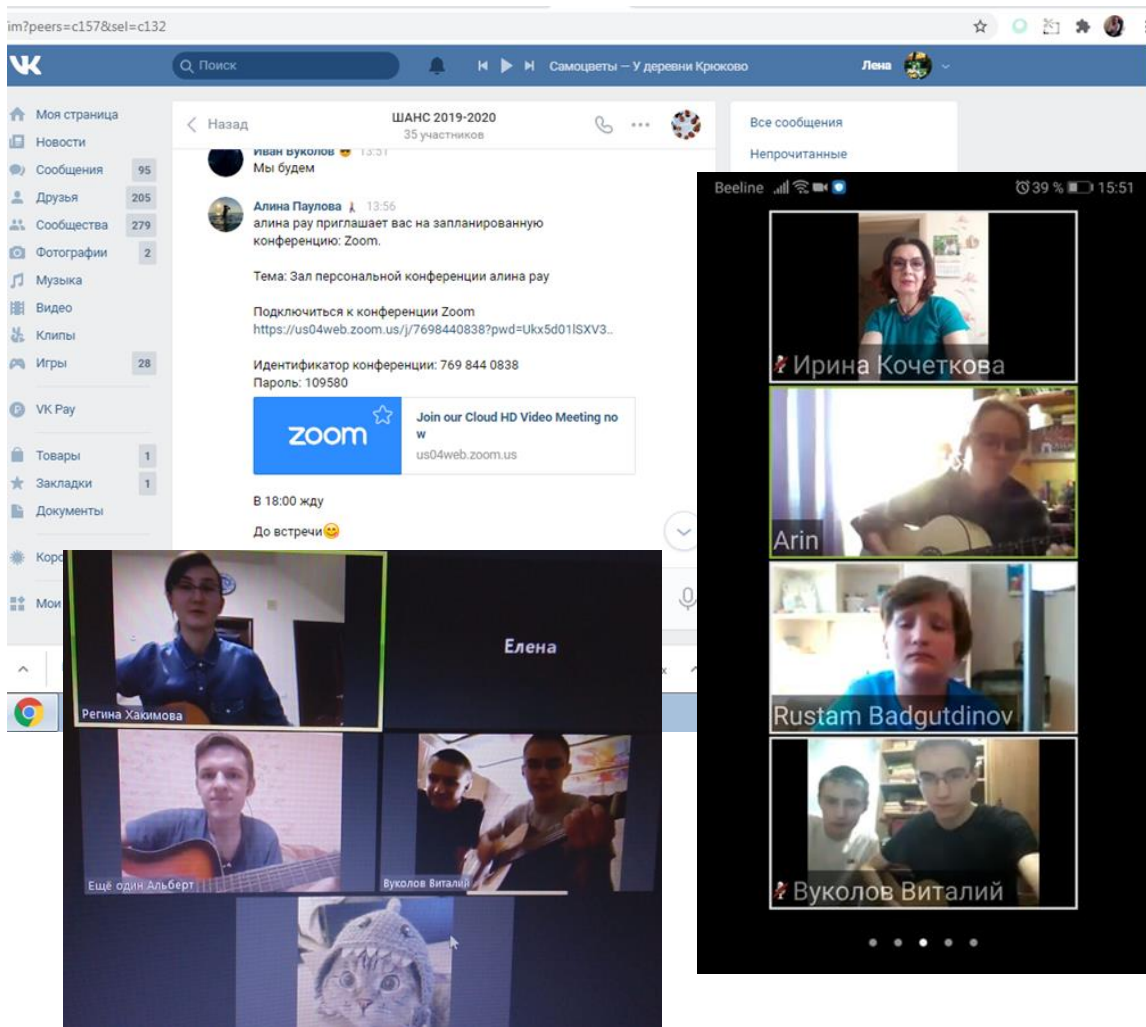 im?peers=c157&sel=c132
Поиск
Самоцветы — У деревни Крюково
Лена
Моя страница
Новости
Сообщения 95
Друзья 205
Сообщества 279
Фотографии 2
Музыка
Видео
Клипы
Игры 28
VK Pay
Товары 1
Закладки 1
Документы
Мои
Назад
ШАНС 2019-2020
35 участников
Иван Вуколов 13:51
Мы будем
Алина Паулова 13:56
алина рау приглашает вас на запланированную
конференцию: Zoom.
Тема: Зал персональной конференции алина рау
Подключиться к конференции Zoom
https://us04web.zoom.us/j/7698440838?pwd=Ukx5d01lSXV3..
Идентификатор конференции: 769 844 0838
Пароль: 109580
zoom
Join our Cloud HD Video Meeting no
w
us04web.zoom.us
В 18:00 жду
До встречи
Все сообщения
Непрочитанные
Beeline 39 % 15:51
Ирина Кочеткова
Arin
Rustam Badgutdinov
Вуколов Виталий
Регина Хакимова
Елена
Ещё один Альберт
Вуколов Виталий